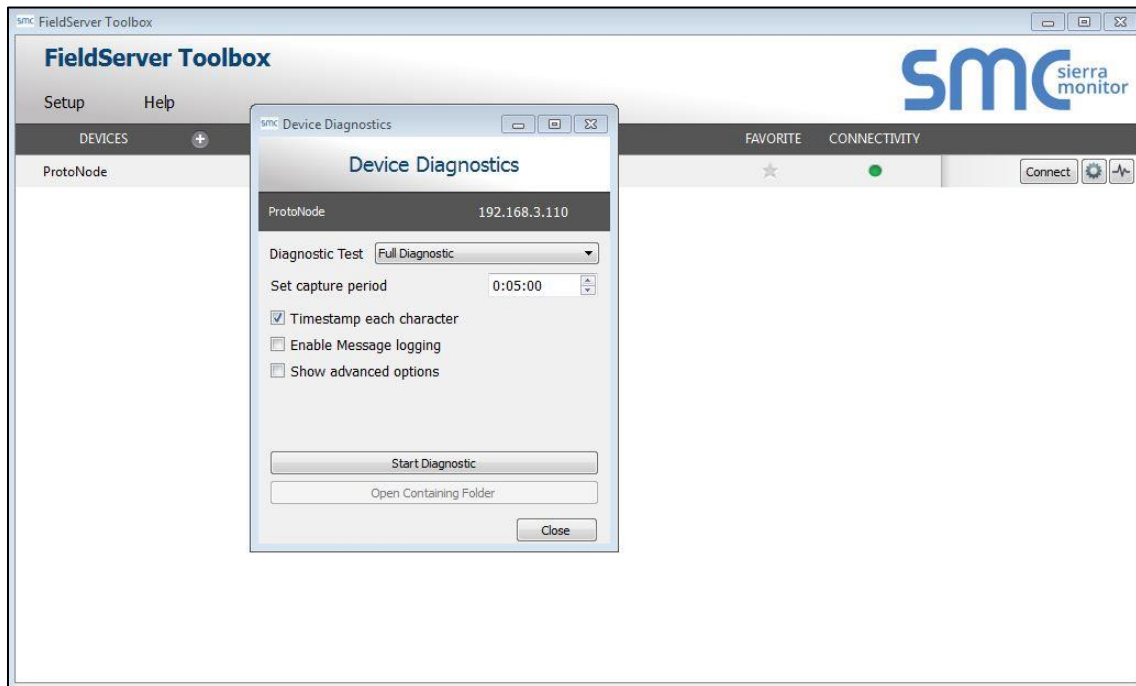 smc FieldServer Toolbox
FieldServer Toolbox
smc sierra monitor
Setup Help
DEVICES FAVORITE CONNECTIVITY
ProtoNode Connect
smc Device Diagnostics
Device Diagnostics
ProtoNode 192.168.3.110
Diagnostic Test Full Diagnostic
Set capture period 0:05:00
Timestamp each character
Enable Message logging
Show advanced options
Start Diagnostic
Open Containing Folder
Close